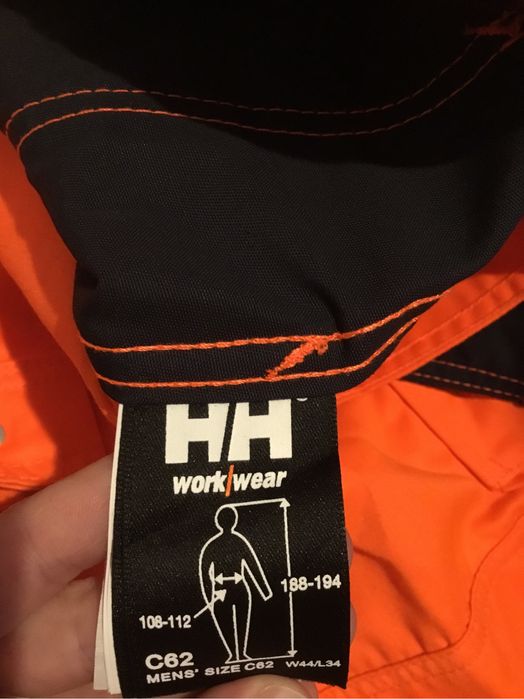 HH
work/wear
188-194
108-112
C62
MENS' SIZE C62 W44/L34